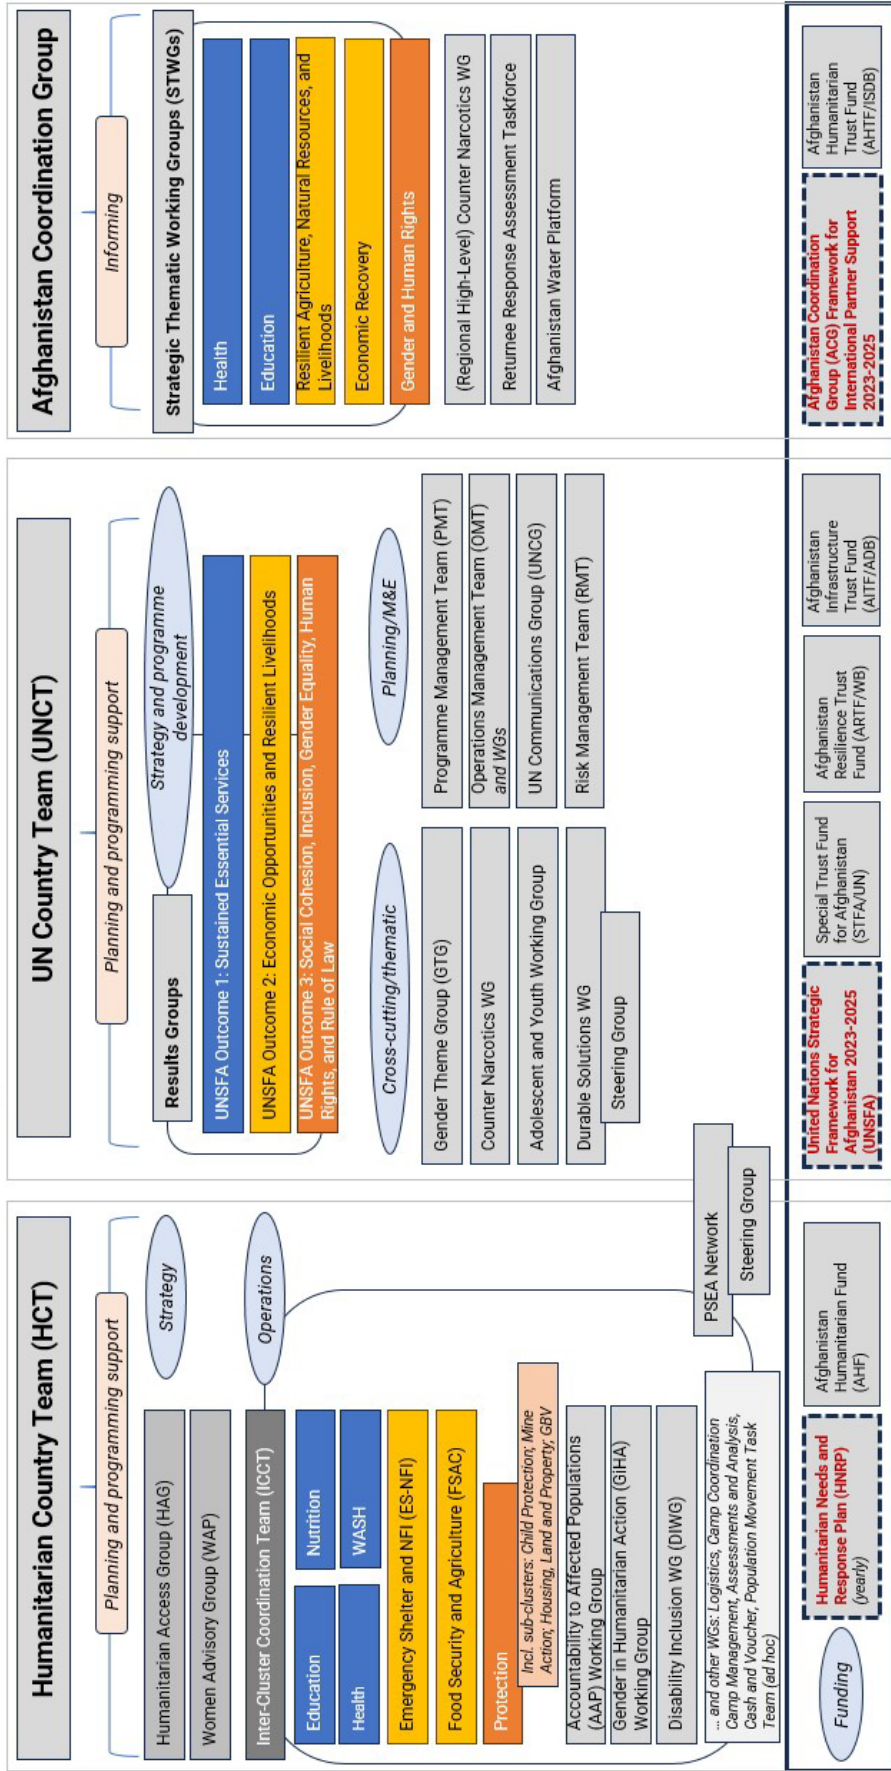 Humanitarian Country Team (HCT)
Planning and programming support
Strategy
Humanitarian Access Group (HAG)
Women Advisory Group (WAP)
Operations
Inter-Cluster Coordination Team (ICCT)
Education
Nutrition
Health
WASH
Emergency Shelter and NFI (ES-NFI)
Food Security and Agriculture (FSAC)
Protection
Incl. sub-clusters: Child Protection; Mine
Action; Housing, Land and Property; GBV
Accountability to Affected Populations
(AAP) Working Group
Gender in Humanitarian Action (GiHA)
Working Group
Disability Inclusion WG (DIWG)
... and other WGs: Logistics, Camp Coordination
Camp Management, Assessments and Analysis,
Cash and Voucher, Population Movement Task
Team (ad hoc)
PSEA Network
Steering Group
UN Country Team (UNCT)
Planning and programming support
Results Groups
Strategy and programme
development
UNSFA Outcome 1: Sustained Essential Services
UNSFA Outcome 2: Economic Opportunities and Resilient Livelihoods
UNSFA Outcome 3: Social Cohesion, Inclusion, Gender Equality, Human
Rights, and Rule of Law
Cross-cutting/thematic
Gender Theme Group (GTG)
Counter Narcotics WG
Adolescent and Youth Working Group
Durable Solutions WG
Steering Group
Planning/M&E
Programme Management Team (PMT)
Operations Management Team (OMT)
and WGs
UN Communications Group (UNCG)
Risk Management Team (RMT)
Afghanistan Coordination Group
Informing
Strategic Thematic Working Groups (STWGs)
Health
Education
Resilient Agriculture, Natural Resources, and
Livelihoods
Economic Recovery
Gender and Human Rights
(Regional High-Level) Counter Narcotics WG
Returnee Response Assessment Taskforce
Afghanistan Water Platform
Funding
Humanitarian Needs and
Response Plan (HNRP)
(yearly)
Afghanistan
Humanitarian Fund
(AHF)
United Nations Strategic
Framework for
Afghanistan 2023-2025
(UNSFA)
Special Trust Fund
for Afghanistan
(STFA/UN)
Afghanistan
Resilience Trust
Fund (ARTF/WB)
Afghanistan
Infrastructure
Trust Fund
(AITF/ADB)
Afghanistan Coordination
Group (ACG) Framework for
International Partner Support
2023-2025
Afghanistan
Humanitarian
Trust Fund
(AHTF/ISDB)